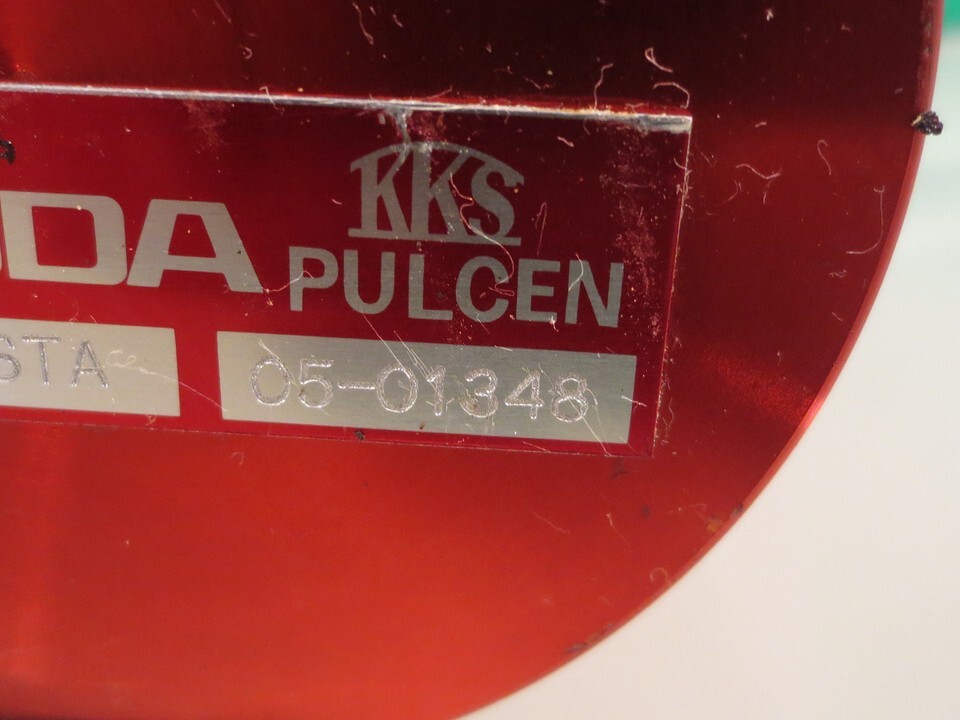 KKS
DA PULCEN
STA 05-01348